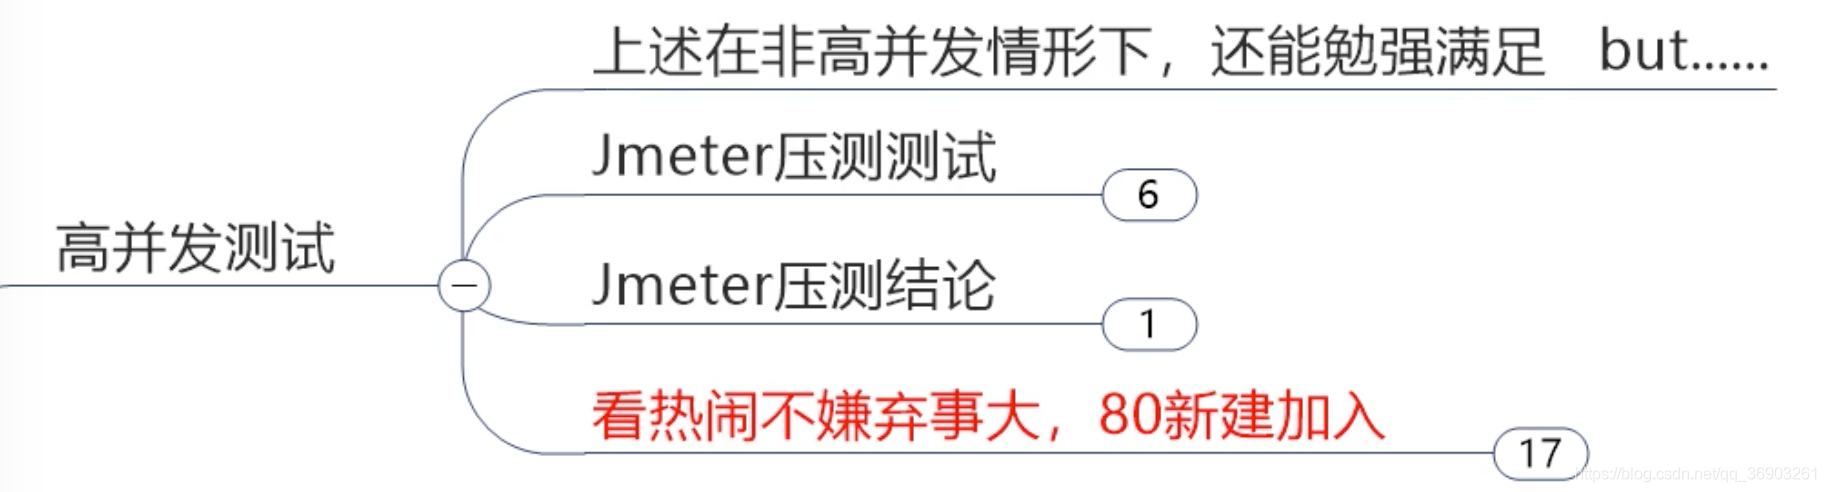 上述在非高并发情形下，还能勉强满足 but......
Jmeter压测测试
6
高并发测试
Jmeter压测结论
1
看热闹不嫌弃事大，80新建加入
17
https://blog.csdn.net/qq_36903261